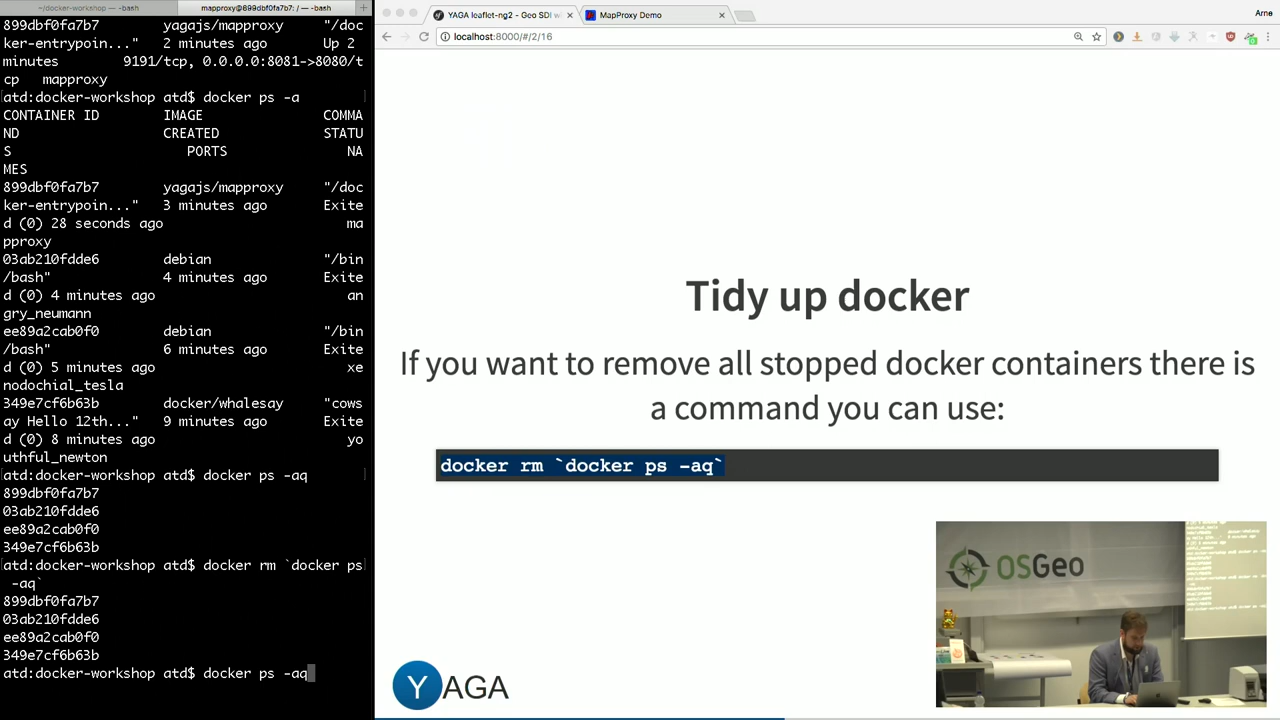 ~/docker-workshop — -bash
mapproxy@899dbf0fa7b7: / — -bash
899dbf0fa7b7 yagajs/mapproxy "/doc
ker-entrypoin..." 2 minutes ago Up 2
minutes 9191/tcp, 0.0.0.0:8081->8080/t
cp mapproxy
atd:docker-workshop atd$ docker ps -a
CONTAINER ID IMAGE COMMA
ND CREATED STATU
S PORTS NA
MES
899dbf0fa7b7 yagajs/mapproxy "/doc
ker-entrypoin..." 3 minutes ago Exite
d (0) 28 seconds ago ma
pproxy
03ab210fdde6 debian "/bin
/bash" 4 minutes ago Exite
d (0) 4 minutes ago an
gry_neumann
ee89a2cab0f0 debian "/bin
/bash" 6 minutes ago Exite
d (0) 5 minutes ago xe
nodochial_tesla
349e7cf6b63b docker/whalesay "cows
ay Hello 12th..." 9 minutes ago Exite
d (0) 8 minutes ago yo
uthful_newton
atd:docker-workshop atd$ docker ps -aq
899dbf0fa7b7
03ab210fdde6
ee89a2cab0f0
349e7cf6b63b
atd:docker-workshop atd$ docker rm `docker ps
-aq`
899dbf0fa7b7
03ab210fdde6
ee89a2cab0f0
349e7cf6b63b
atd:docker-workshop atd$ docker ps -aq
YAGA leaflet-ng2 - Geo SDI w
MapProxy Demo
Arne
localhost:8000/#/2/16
Tidy up docker
If you want to remove all stopped docker containers there is
a command you can use:
docker rm `docker ps -aq`
OSGeo
YAGA